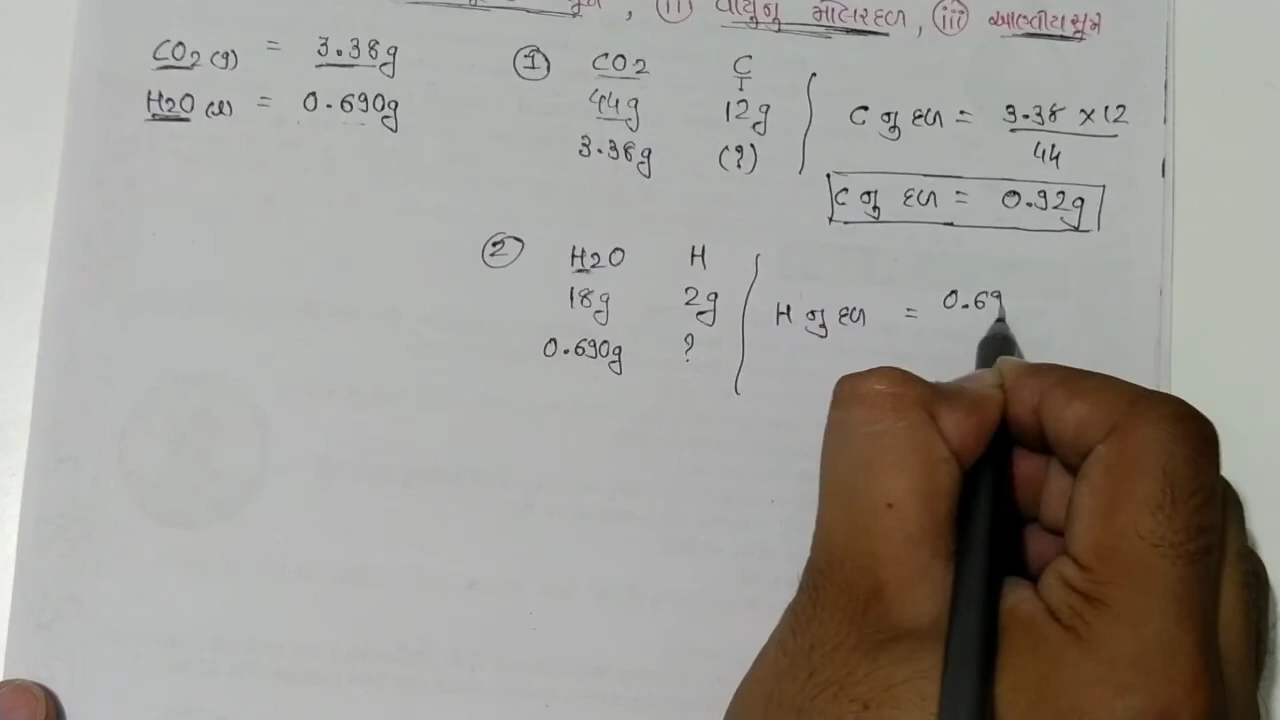 , (ii) વાયુનુ મોલરદળ, (iii) આણ્વીય સૂત્ર
CO2 (g) = 3.38g
H2O (l) = 0.690g
① CO2 C
44g 12g
3.38g (?)
C નુ દળ = 3.38 × 12
44
C નુ દળ = 0.92g
② H2O H
18g 2g
0.690g ?
H નુ દળ = 0.69